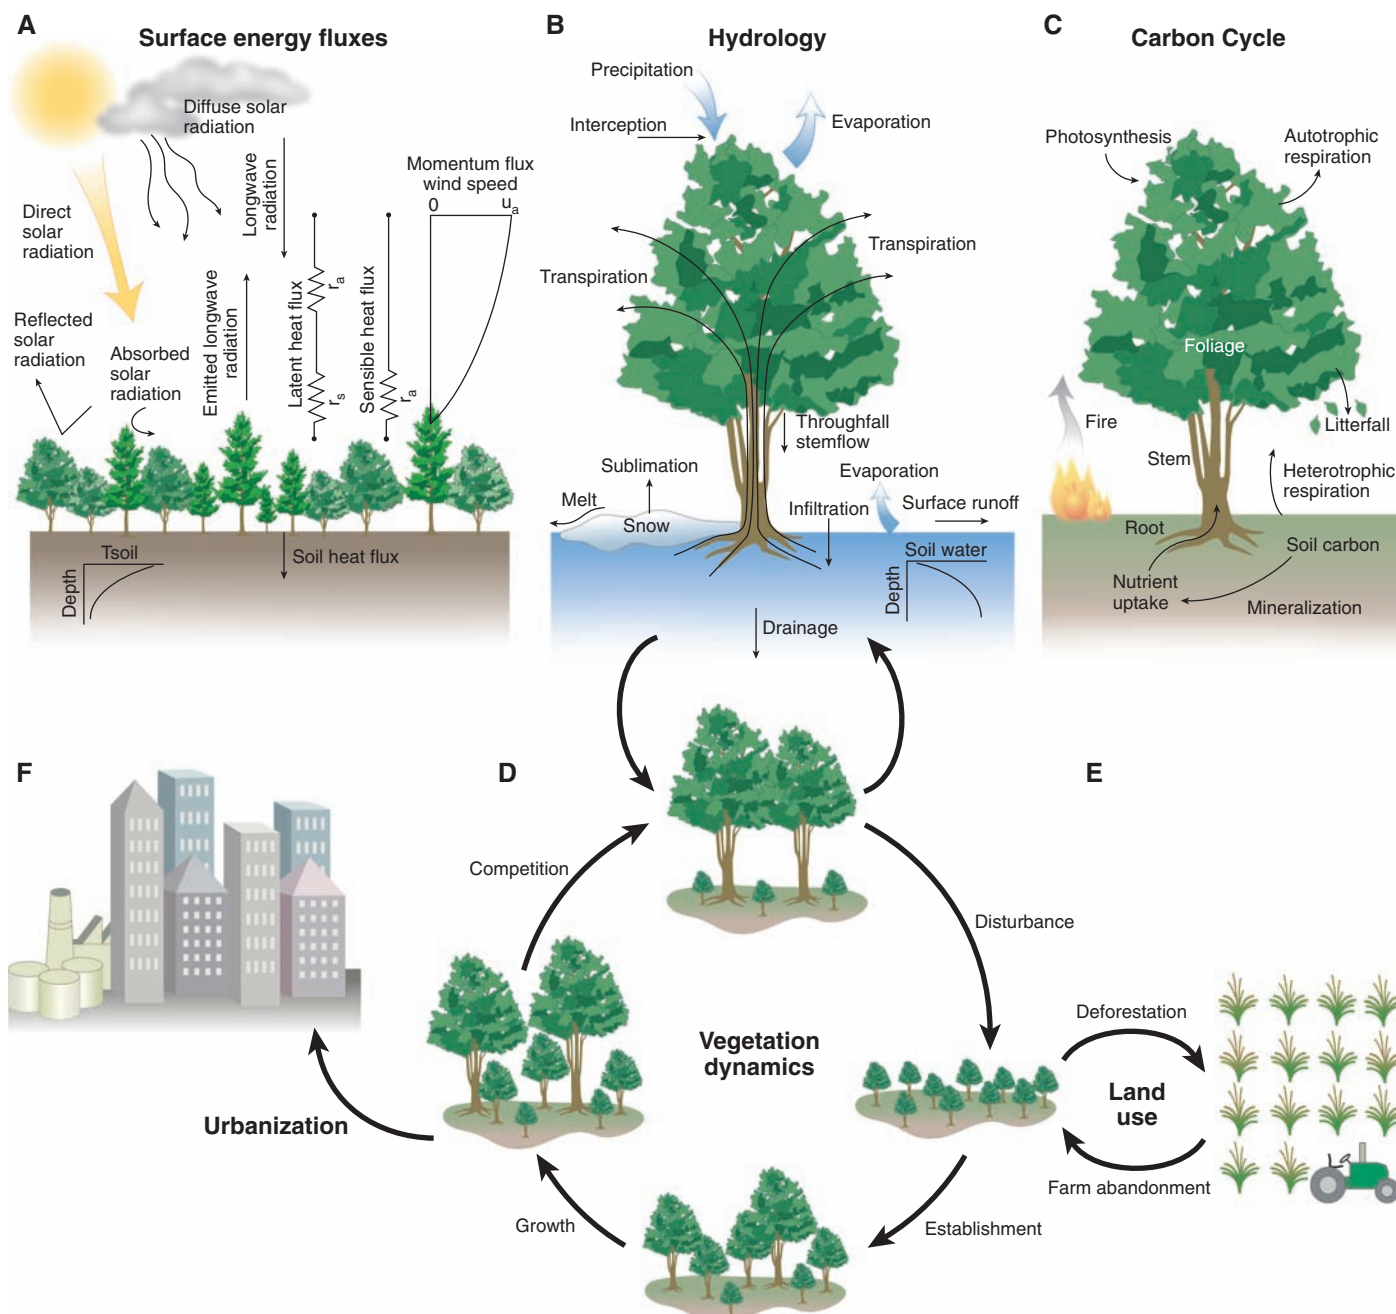 A
Surface energy fluxes
Diffuse solar
radiation
Longwave
radiation
Momentum flux
wind speed
0
u_a
Direct
solar
radiation
Reflected
solar
radiation
Absorbed
solar
radiation
Emitted longwave
radiation
Latent heat flux
r_a
r_s
Sensible heat flux
r_a
Tsoil
Depth
Soil heat flux
B
Hydrology
Precipitation
Interception
Evaporation
Transpiration
Transpiration
Throughfall
stemflow
Sublimation
Melt
Snow
Evaporation
Infiltration
Surface runoff
Soil water
Depth
Drainage
C
Carbon Cycle
Photosynthesis
Autotrophic
respiration
Foliage
Fire
Litterfall
Stem
Heterotrophic
respiration
Root
Soil carbon
Nutrient
uptake
Mineralization
F
D
E
Competition
Disturbance
Vegetation
dynamics
Deforestation
Land
use
Urbanization
Farm abandonment
Growth
Establishment